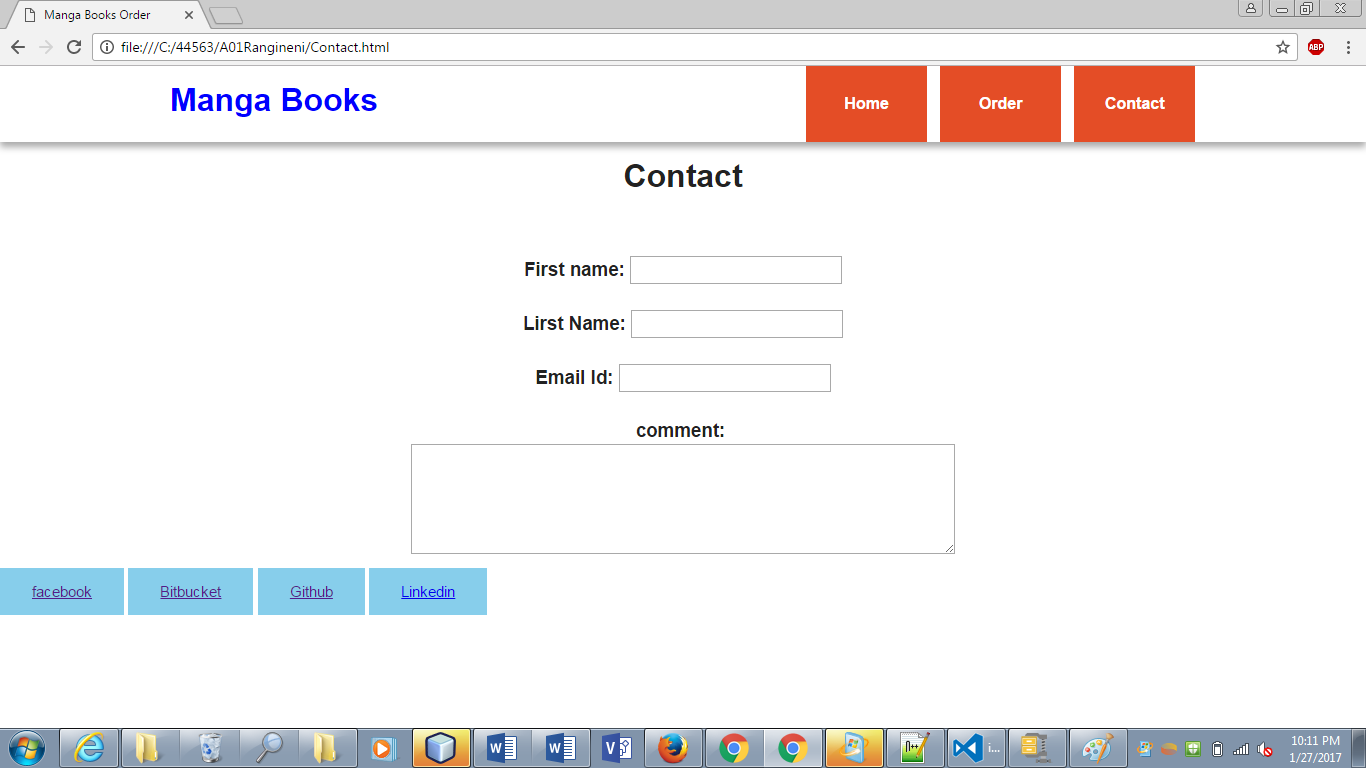 Manga Books Order
file:///C:/44563/A01Rangineni/Contact.html
ABP
Manga Books
Home
Order
Contact
Contact
First name:
Lirst Name:
Email Id:
comment:
facebook
Bitbucket
Github
Linkedin
i...
10:11 PM
1/27/2017